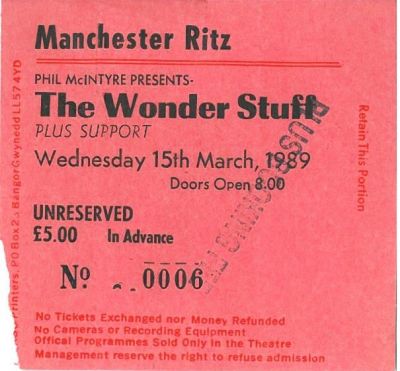 Manchester Ritz
PHIL McINTYRE PRESENTS-
The Wonder Stuff
PLUS SUPPORT
Wednesday 15th March, 1989
Doors Open 8.00
UNRESERVED
£5.00 In Advance
No 0006
No Tickets Exchanged nor Money Refunded
No Cameras or Recording Equipment
Offical Programmes Sold Only in the Theatre
Management reserve the right to refuse admission
Retain This Portion
PLUS BOOKING
Printers, PO Box 2, Bangor Gwynedd LL57 4YD